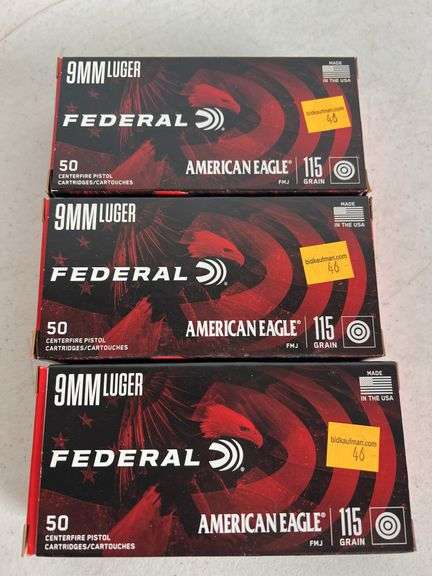 9MM LUGER
MADE
IN THE USA
bidkaufman.com
46
FEDERAL
50
CENTERFIRE PISTOL
CARTRIDGES/CARTOUCHES
AMERICAN EAGLE®
FMJ
115
GRAIN
9MM LUGER
MADE
IN THE USA
bidkaufman.com
46
FEDERAL
50
CENTERFIRE PISTOL
CARTRIDGES/CARTOUCHES
AMERICAN EAGLE®
FMJ
115
GRAIN
9MM LUGER
MADE
IN THE USA
bidkaufman.com
46
FEDERAL
50
CENTERFIRE PISTOL
CARTRIDGES/CARTOUCHES
AMERICAN EAGLE®
FMJ
115
GRAIN